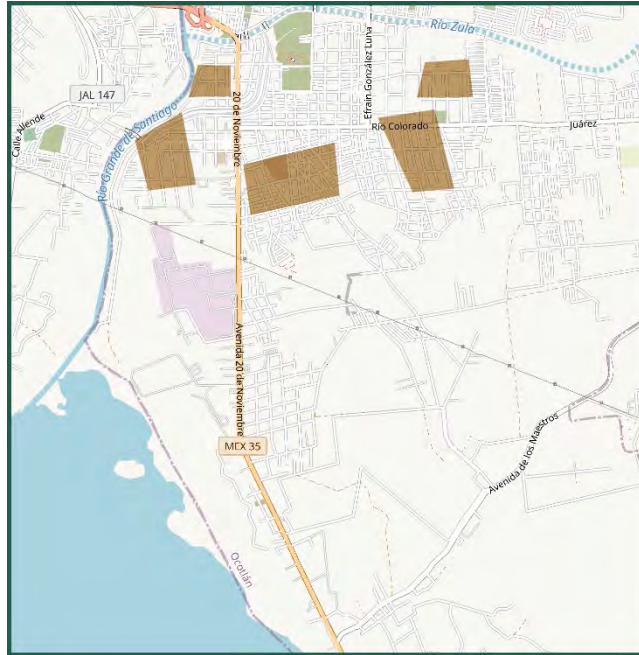 Río Zula
Efraín González Luna
JAL 147
Calle Allende
Río Grande de Santiago
20 de Noviembre
Río Colorado
Juárez
Avenida 20 de Noviembre
MEX 35
Avenida de los Maestros
Ocotlán